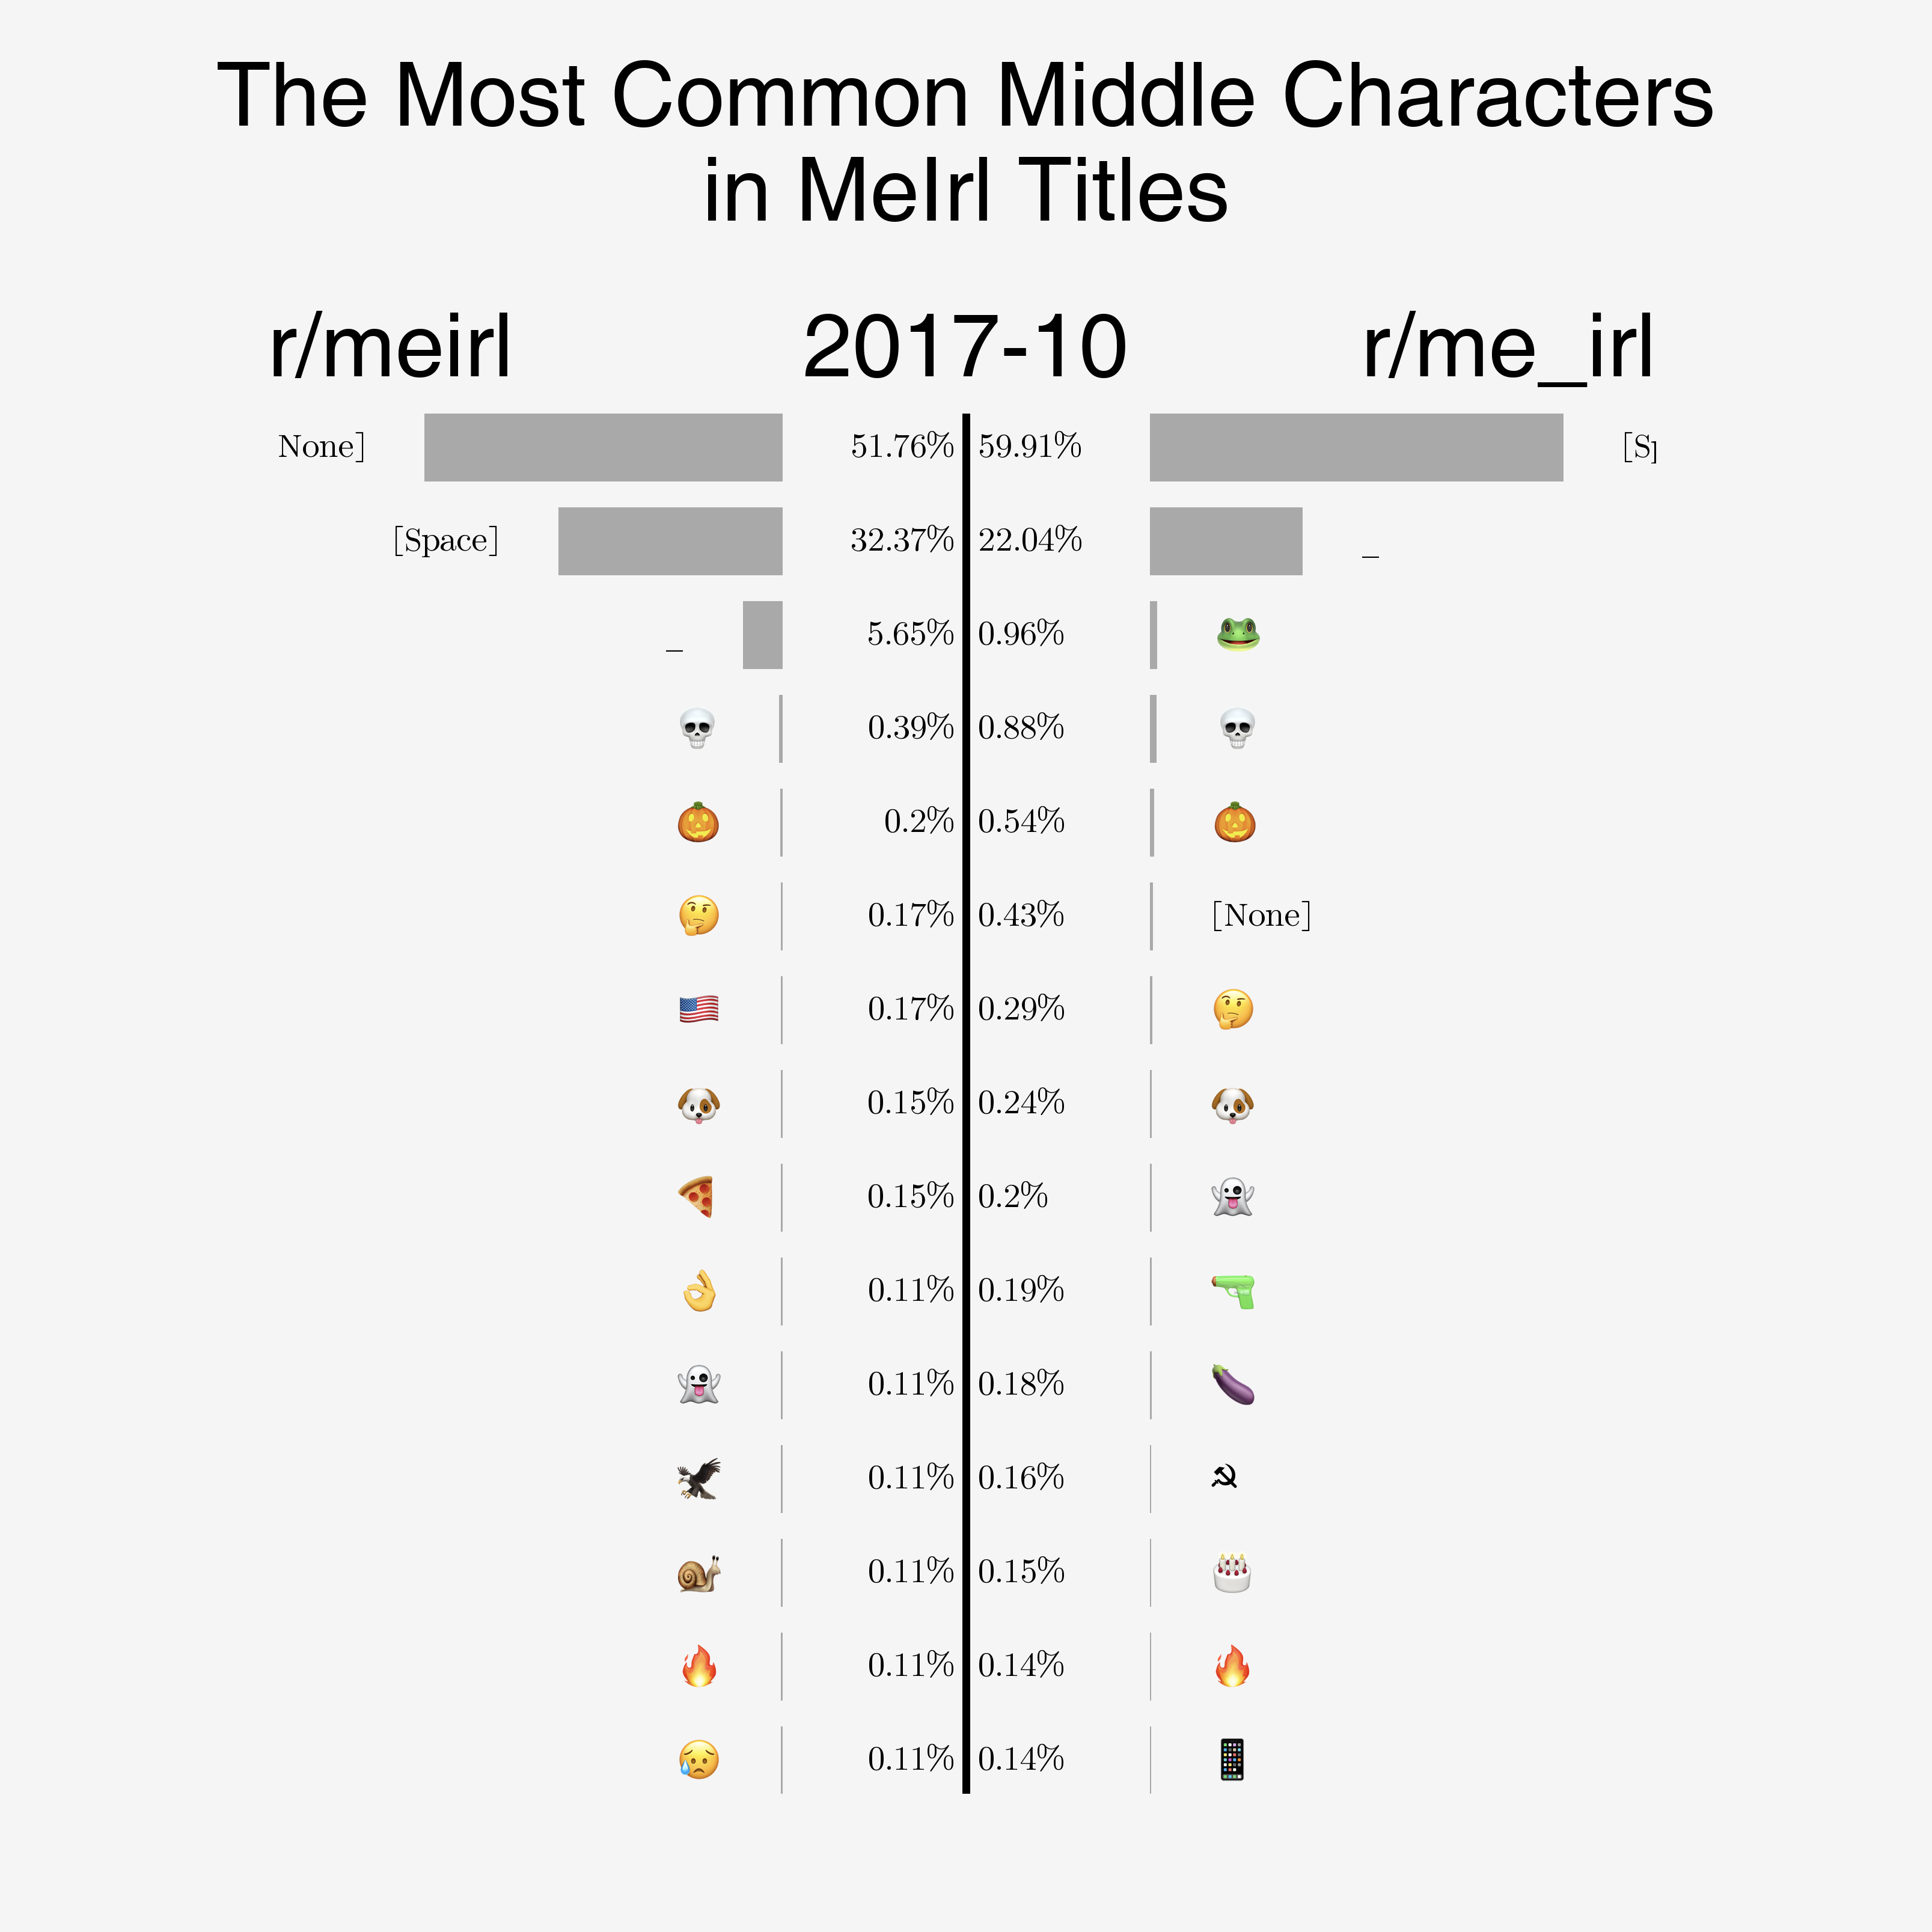 The Most Common Middle Characters
in MeIrl Titles
r/meirl 2017-10 r/me_irl
None] 51.76% 59.91% [Sp
[Space] 32.37% 22.04% _
_ 5.65% 0.96% 🐸
💀 0.39% 0.88% 💀
🎃 0.2% 0.54% 🎃
🤔 0.17% 0.43% [None]
🇺🇸 0.17% 0.29% 🤔
🐶 0.15% 0.24% 🐶
🍕 0.15% 0.2% 👻
👌 0.11% 0.19% 🔫
👻 0.11% 0.18% 🍆
🦅 0.11% 0.16% ☭
🐌 0.11% 0.15% 🎂
🔥 0.11% 0.14% 🔥
😥 0.11% 0.14% 📱